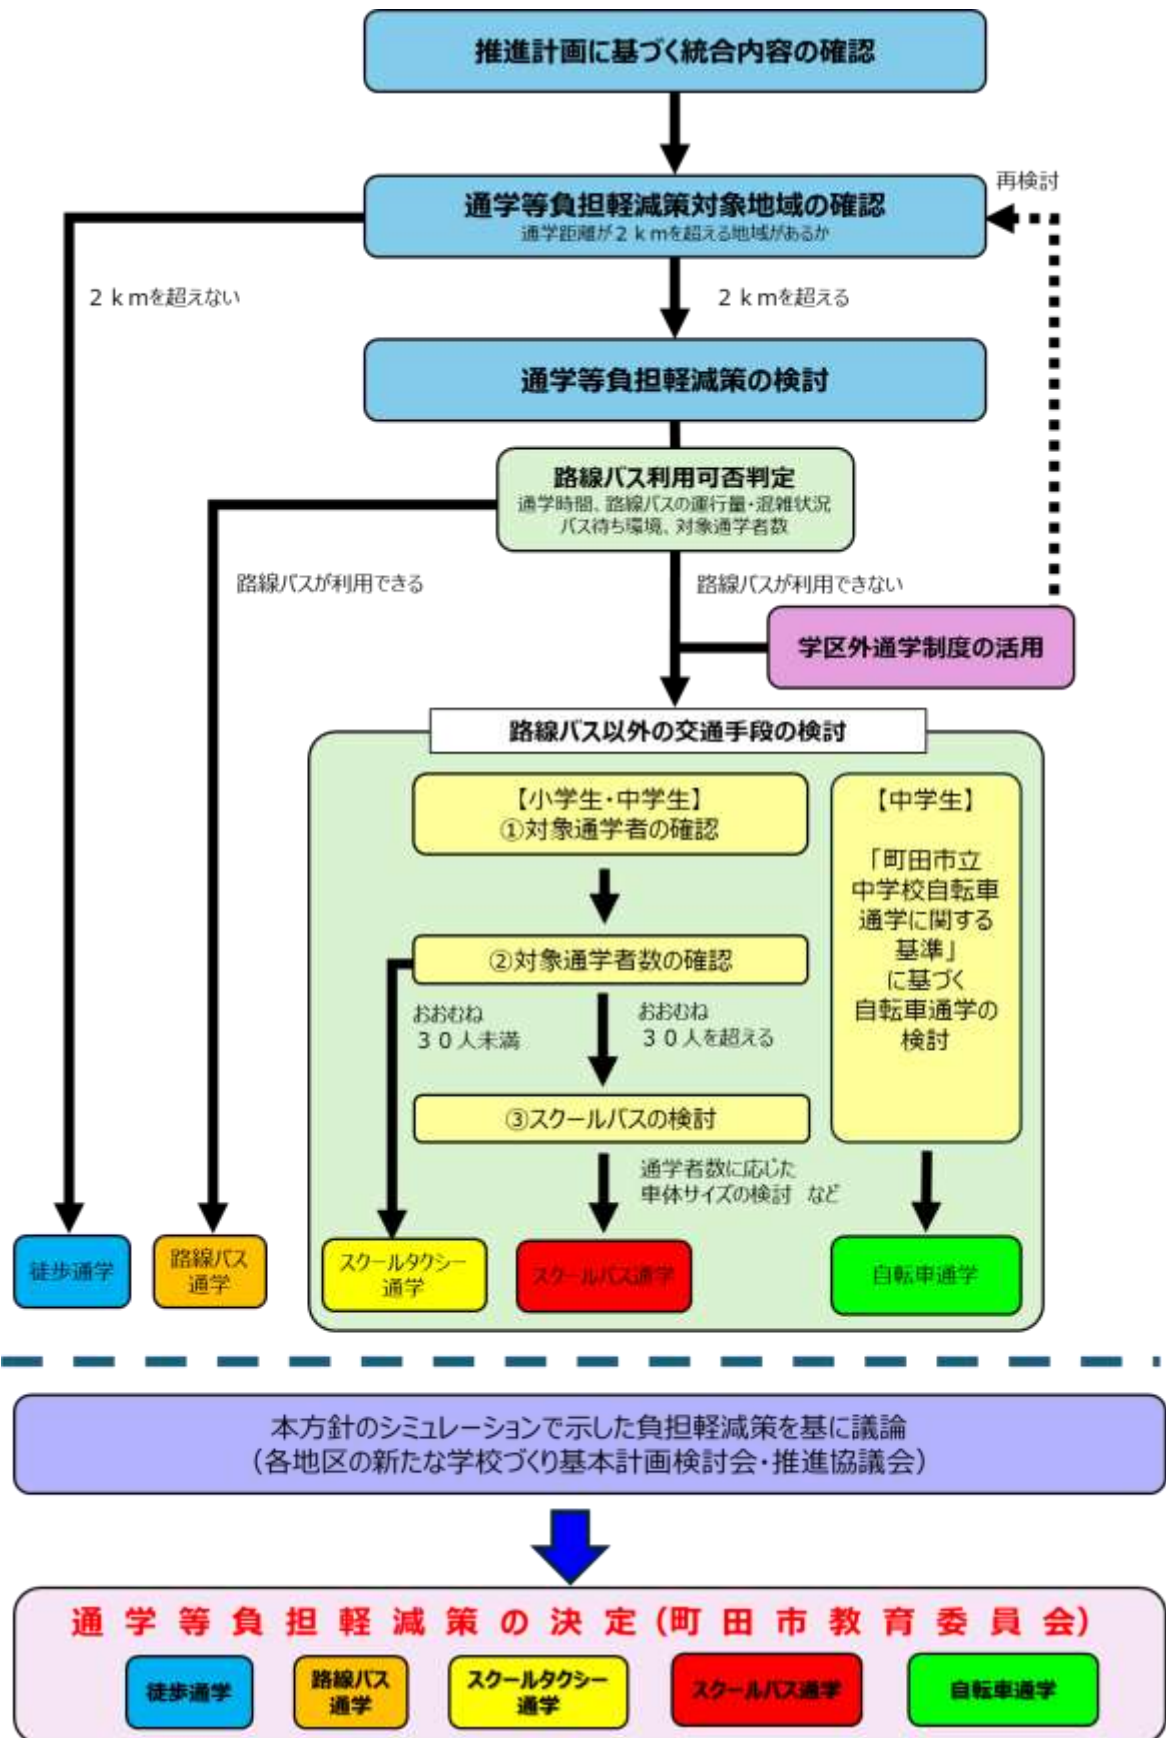 推進計画に基づく統合内容の確認
再検討
通学等負担軽減策対象地域の確認
通学距離が２ｋｍを超える地域があるか
２ｋｍを超えない
２ｋｍを超える
通学等負担軽減策の検討
路線バス利用可否判定
通学時間、路線バスの運行量・混雑状況
バス待ち環境、対象通学者数
路線バスが利用できる
路線バスが利用できない
学区外通学制度の活用
路線バス以外の交通手段の検討
【小学生・中学生】
①対象通学者の確認
②対象通学者数の確認
おおむね
３０人未満
おおむね
３０人を超える
③スクールバスの検討
通学者数に応じた
車体サイズの検討　など
【中学生】
「町田市立
中学校自転車
通学に関する
基準」
に基づく
自転車通学の
検討
徒歩通学
路線バス
通学
スクールタクシー
通学
スクールバス通学
自転車通学
本方針のシミュレーションで示した負担軽減策を基に議論
（各地区の新たな学校づくり基本計画検討会・推進協議会）
通学等負担軽減策の決定(町田市教育委員会)
徒歩通学
路線バス
通学
スクールタクシー
通学
スクールバス通学
自転車通学